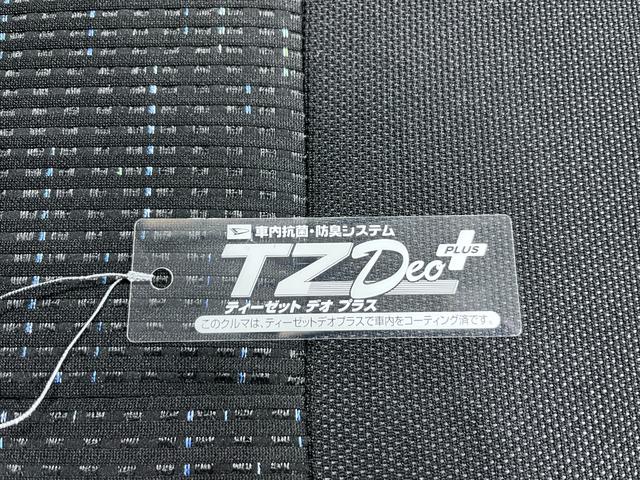 車内抗菌・防臭システム
TZ Deo PLUS
ティーゼット デオ プラス
このクルマは、ティーゼットデオプラスで車内をコーティング済です。